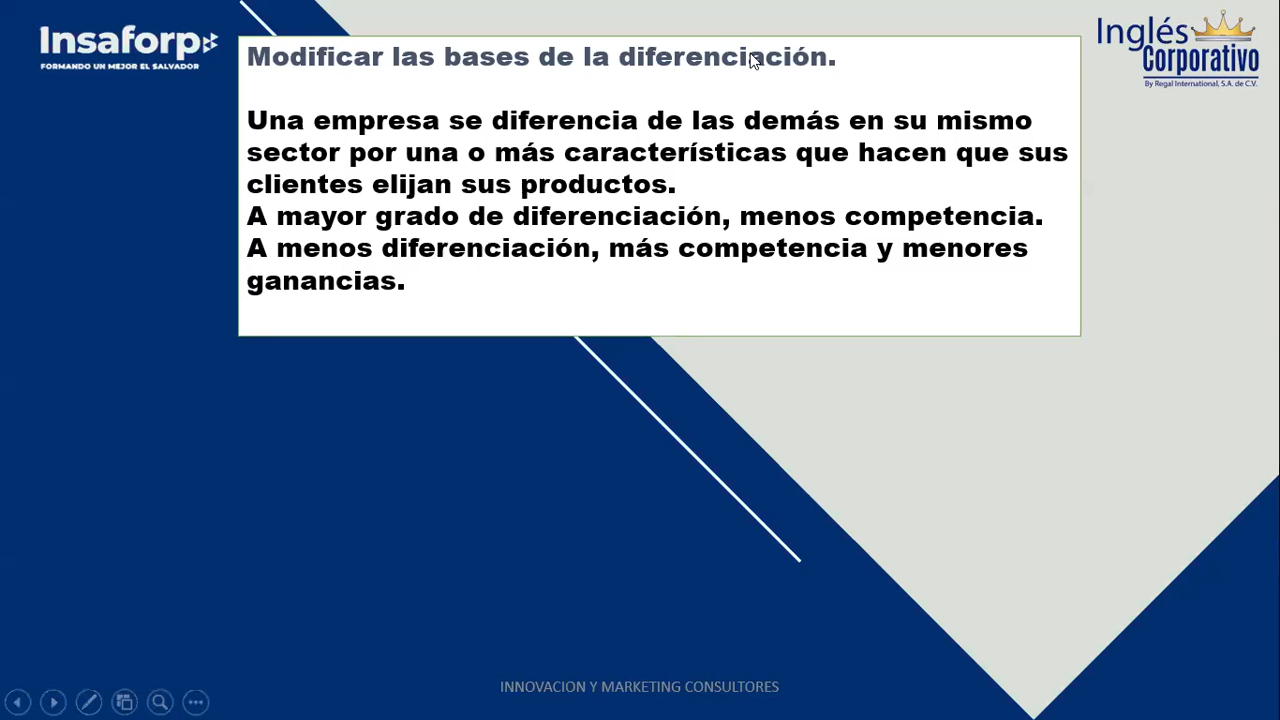 Insaforp
FORMANDO UN MEJOR EL SALVADOR
Inglés
Corporativo
By Regal International, S.A. de C.V.
Modificar las bases de la diferenciación.
Una empresa se diferencia de las demás en su mismo
sector por una o más características que hacen que sus
clientes elijan sus productos.
A mayor grado de diferenciación, menos competencia.
A menos diferenciación, más competencia y menores
ganancias.
INNOVACION Y MARKETING CONSULTORES